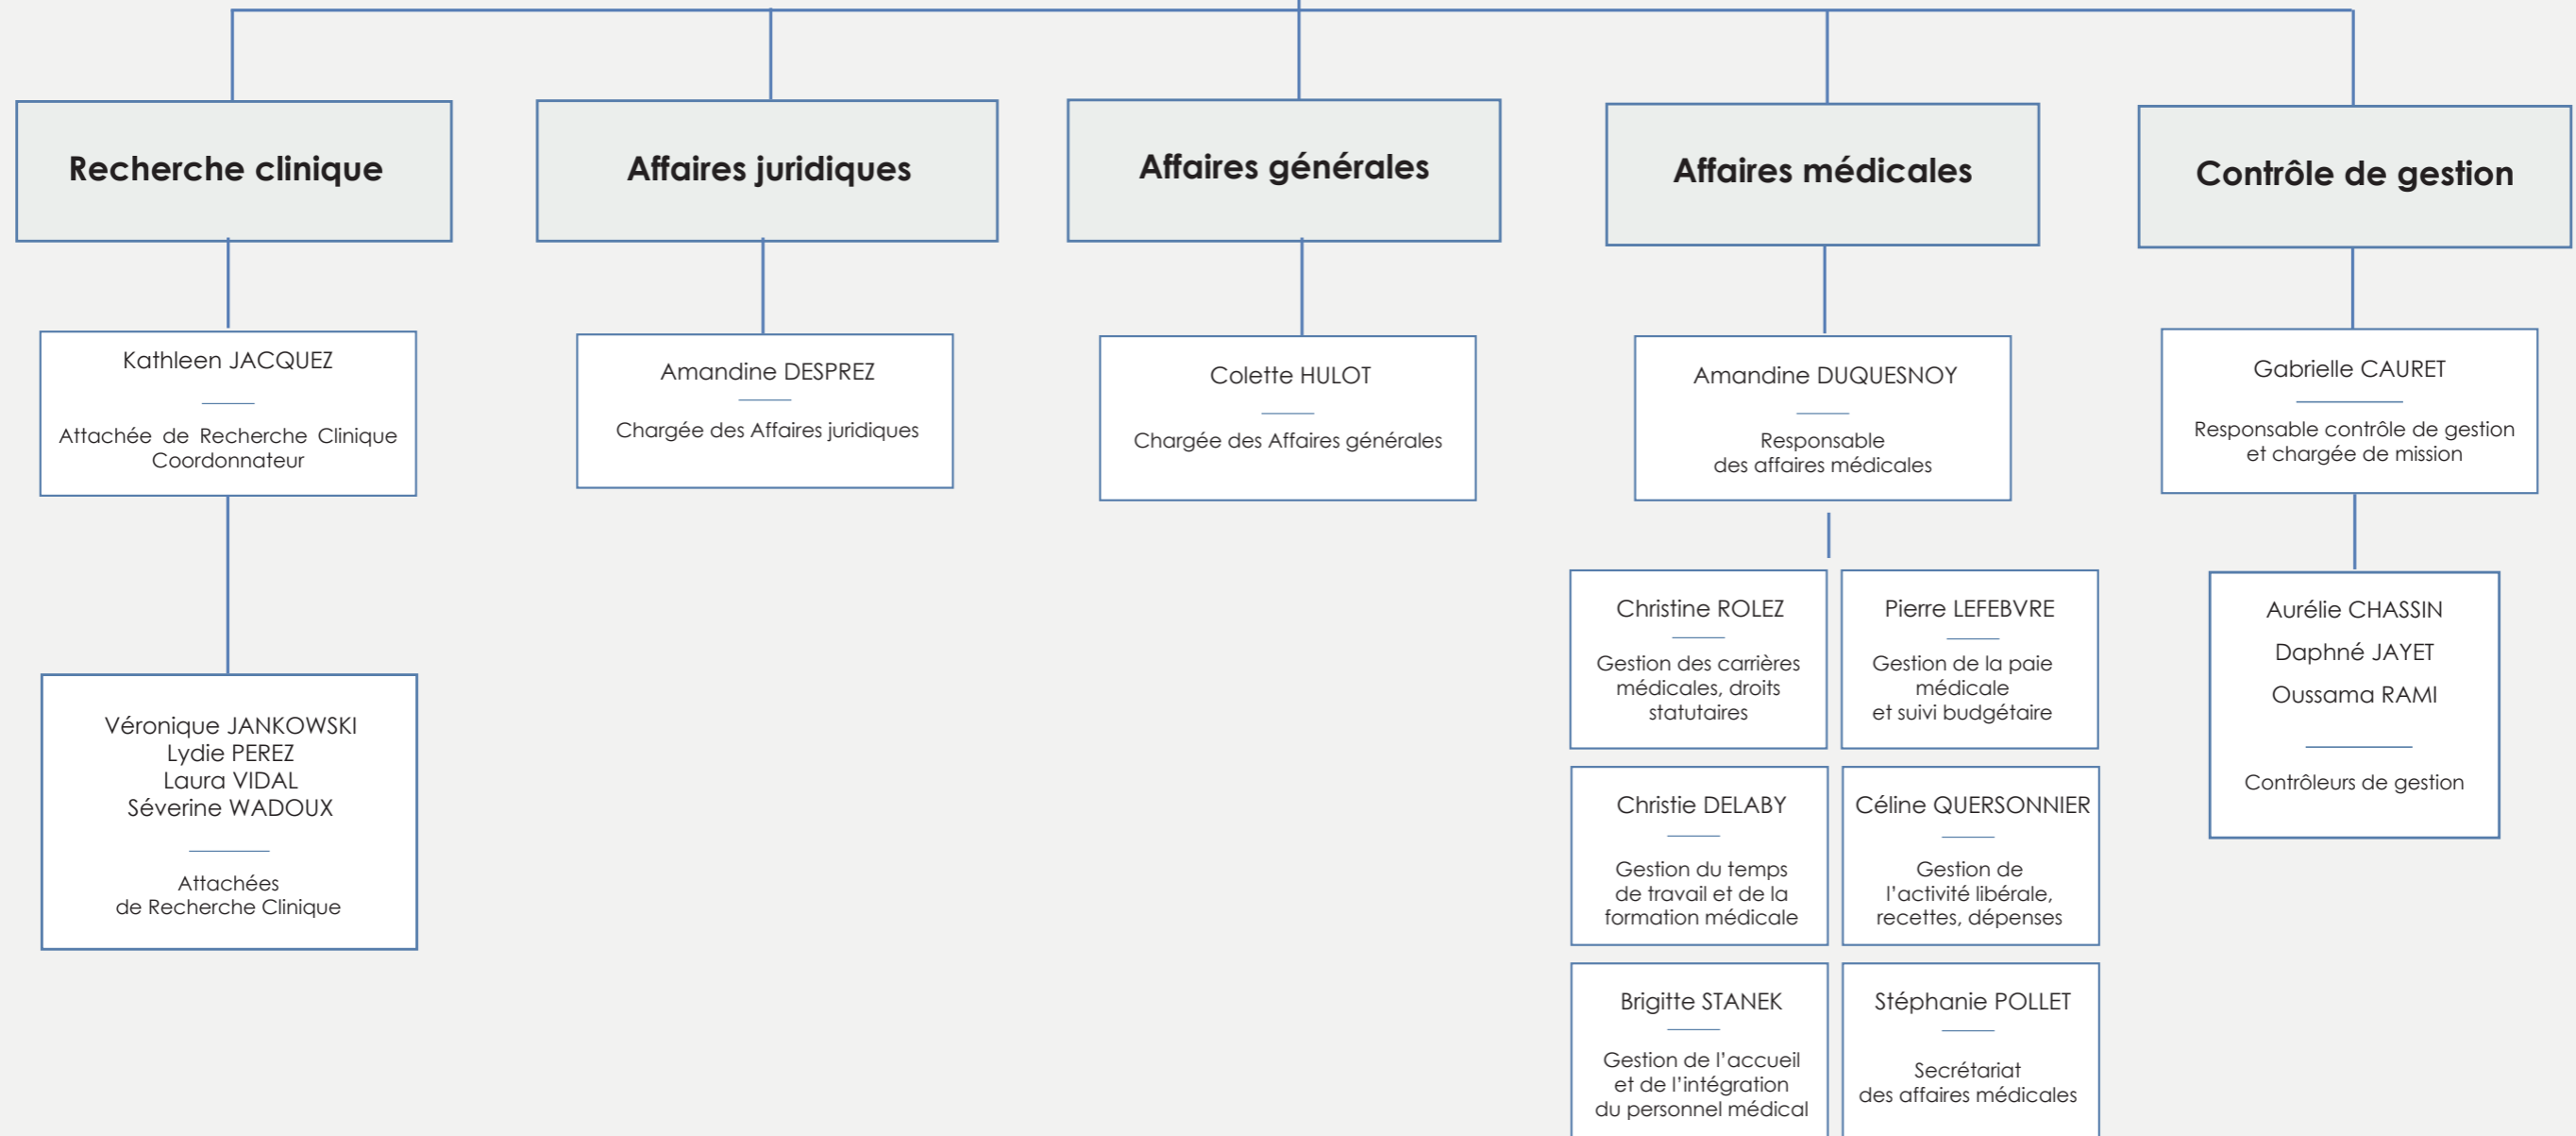 Recherche clinique
Affaires juridiques
Affaires générales
Affaires médicales
Contrôle de gestion
Kathleen JACQUEZ
Attachée de Recherche Clinique
Coordonnateur
Amandine DESPREZ
Chargée des Affaires juridiques
Colette HULOT
Chargée des Affaires générales
Amandine DUQUESNOY
Responsable
des affaires médicales
Gabrielle CAURET
Responsable contrôle de gestion
et chargée de mission
Véronique JANKOWSKI
Lydie PEREZ
Laura VIDAL
Séverine WADOUX
Attachées
de Recherche Clinique
Christine ROLEZ
Gestion des carrières
médicales, droits
statutaires
Pierre LEFEBVRE
Gestion de la paie
médicale
et suivi budgétaire
Christie DELABY
Gestion du temps
de travail et de la
formation médicale
Céline QUERSONNIER
Gestion de
l’activité libérale,
recettes, dépenses
Brigitte STANEK
Gestion de l’accueil
et de l’intégration
du personnel médical
Stéphanie POLLET
Secrétariat
des affaires médicales
Aurélie CHASSIN
Daphné JAYET
Oussama RAMI
Contrôleurs de gestion